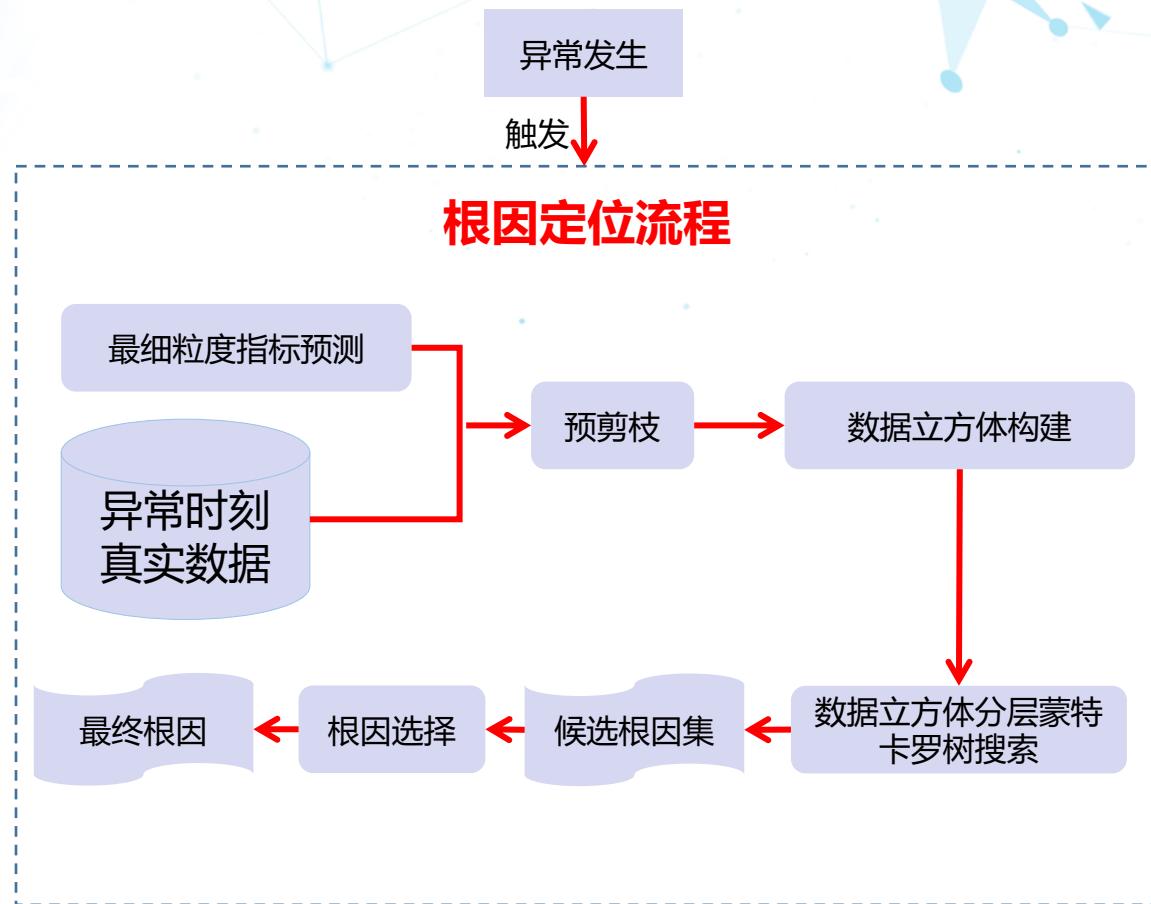 异常发生
触发
根因定位流程
最细粒度指标预测
异常时刻
真实数据
预剪枝
数据立方体构建
数据立方体分层蒙特
卡罗树搜索
候选根因集
根因选择
最终根因